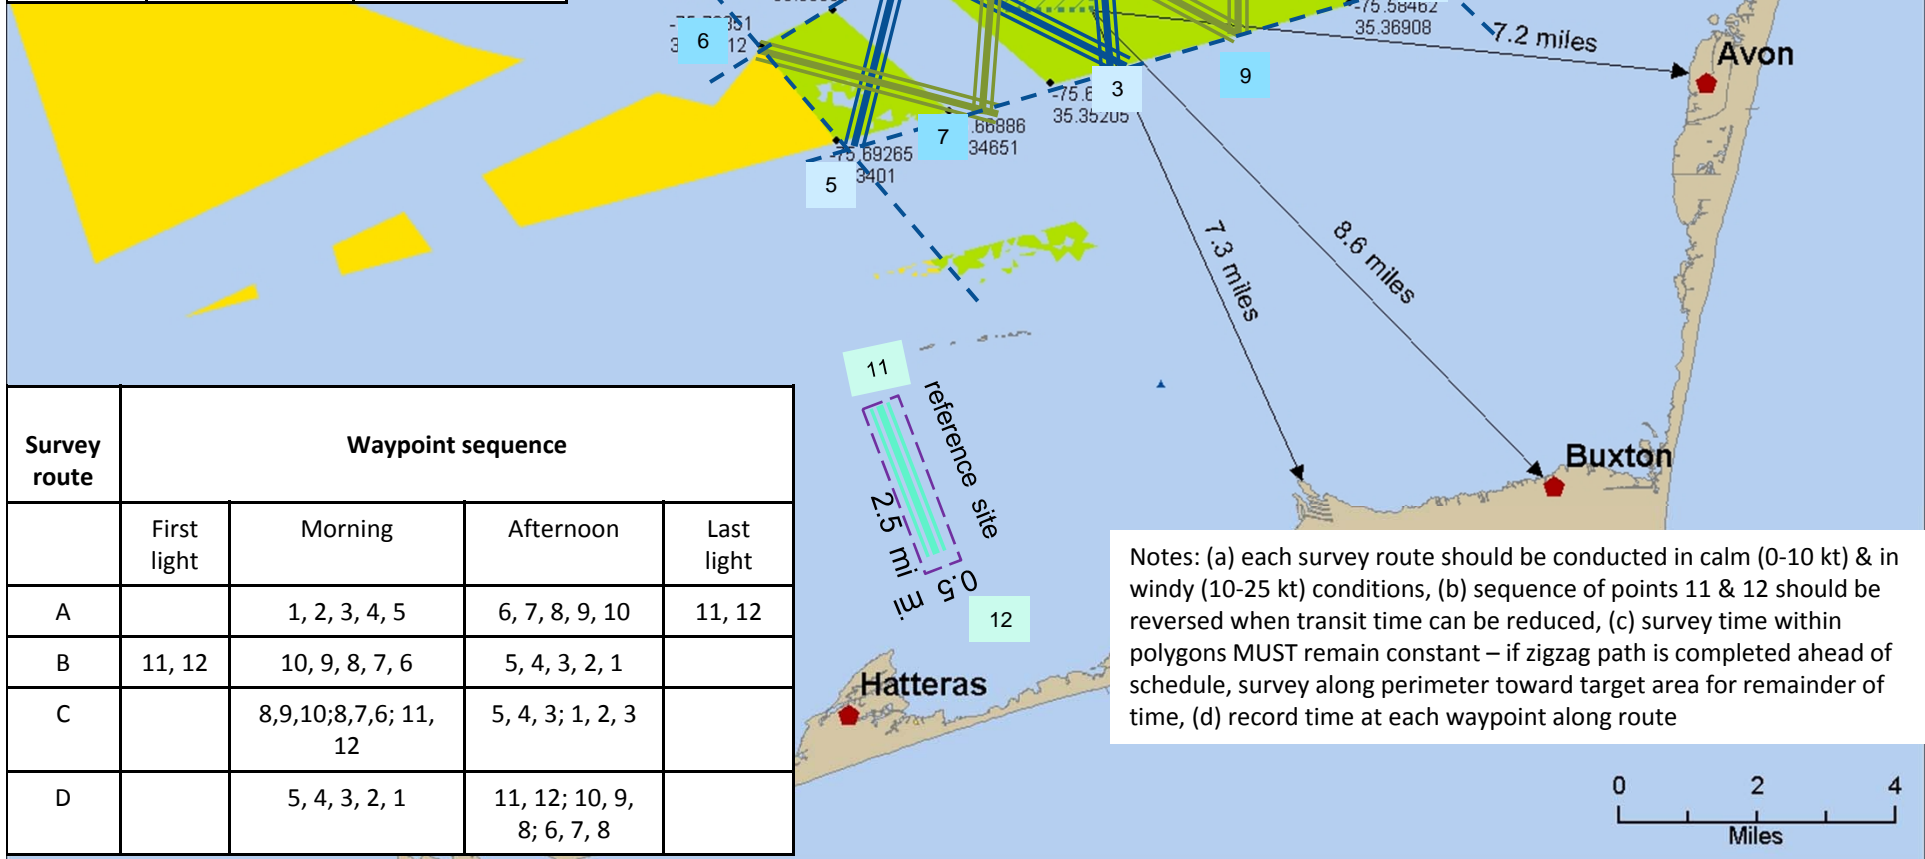 -75.58462
35.36908
7.2 miles
Avon
6
12
9
3
35.35205
7
.66886
34651
-75.69265
3401
5
7.3 miles
8.6 miles
11
reference site
2.5 mi
0.5 mi.
12
Buxton
Hatteras
Survey route
Waypoint sequence
First light
Morning
Afternoon
Last light
A
1, 2, 3, 4, 5
6, 7, 8, 9, 10
11, 12
B
11, 12
10, 9, 8, 7, 6
5, 4, 3, 2, 1
C
8,9,10;8,7,6; 11,
12
5, 4, 3; 1, 2, 3
D
5, 4, 3, 2, 1
11, 12; 10, 9,
8; 6, 7, 8
Notes: (a) each survey route should be conducted in calm (0-10 kt) & in
windy (10-25 kt) conditions, (b) sequence of points 11 & 12 should be
reversed when transit time can be reduced, (c) survey time within
polygons MUST remain constant – if zigzag path is completed ahead of
schedule, survey along perimeter toward target area for remainder of
time, (d) record time at each waypoint along route
0 2 4
Miles